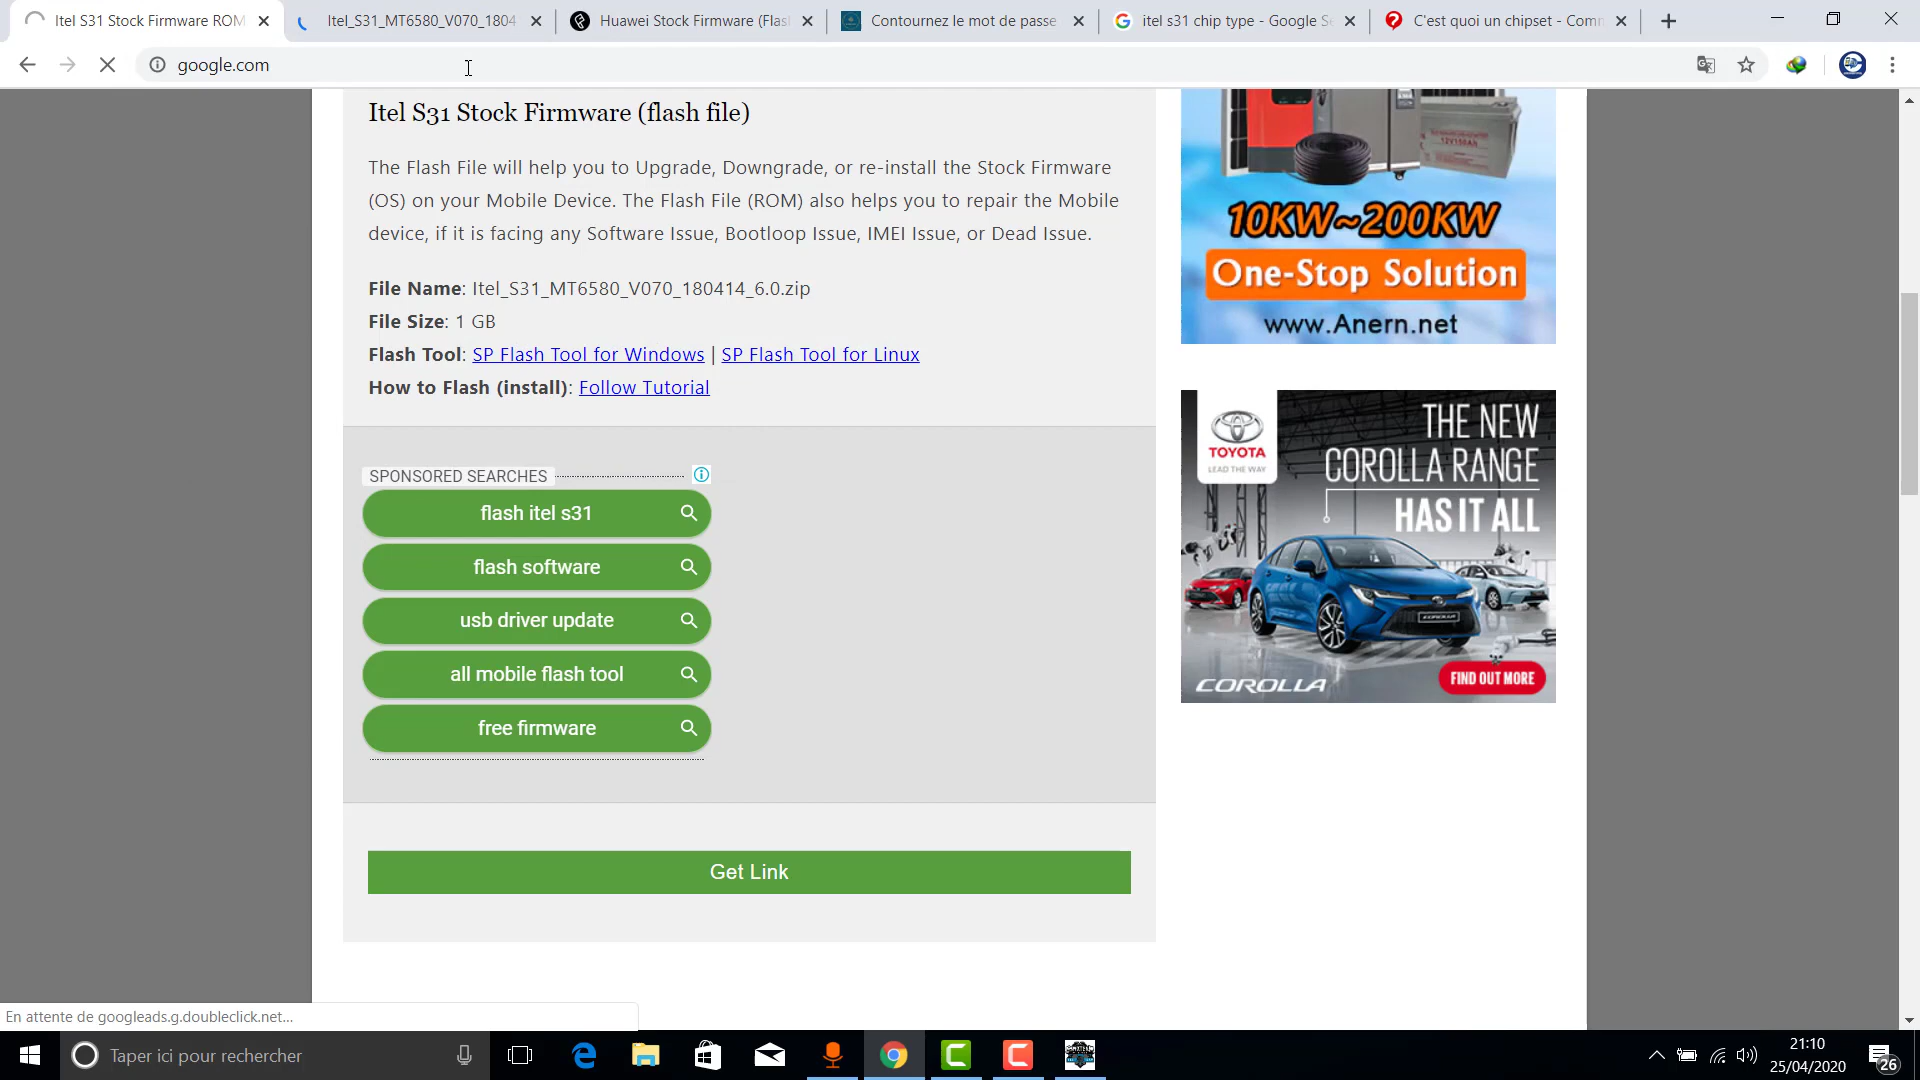 Itel S31 Stock Firmware ROM
Itel_S31_MT6580_V070_1804
Huawei Stock Firmware (Flas
Contournez le mot de passe
itel s31 chip type - Google Se
C'est quoi un chipset - Comm
google.com
Itel S31 Stock Firmware (flash file)
The Flash File will help you to Upgrade, Downgrade, or re-install the Stock Firmware
(OS) on your Mobile Device. The Flash File (ROM) also helps you to repair the Mobile
device, if it is facing any Software Issue, Bootloop Issue, IMEI Issue, or Dead Issue.
File Name: Itel_S31_MT6580_V070_180414_6.0.zip
File Size: 1 GB
Flash Tool: SP Flash Tool for Windows | SP Flash Tool for Linux
How to Flash (install): Follow Tutorial
SPONSORED SEARCHES
flash itel s31
flash software
usb driver update
all mobile flash tool
free firmware
Get Link
12V150Ah
10KW~200KW
One-Stop Solution
www.Anern.net
TOYOTA
LEAD THE WAY
THE NEW
COROLLA RANGE
HAS IT ALL
COROLLA
FIND OUT MORE
En attente de googleads.g.doubleclick.net...
Taper ici pour rechercher
21:10
25/04/2020
26